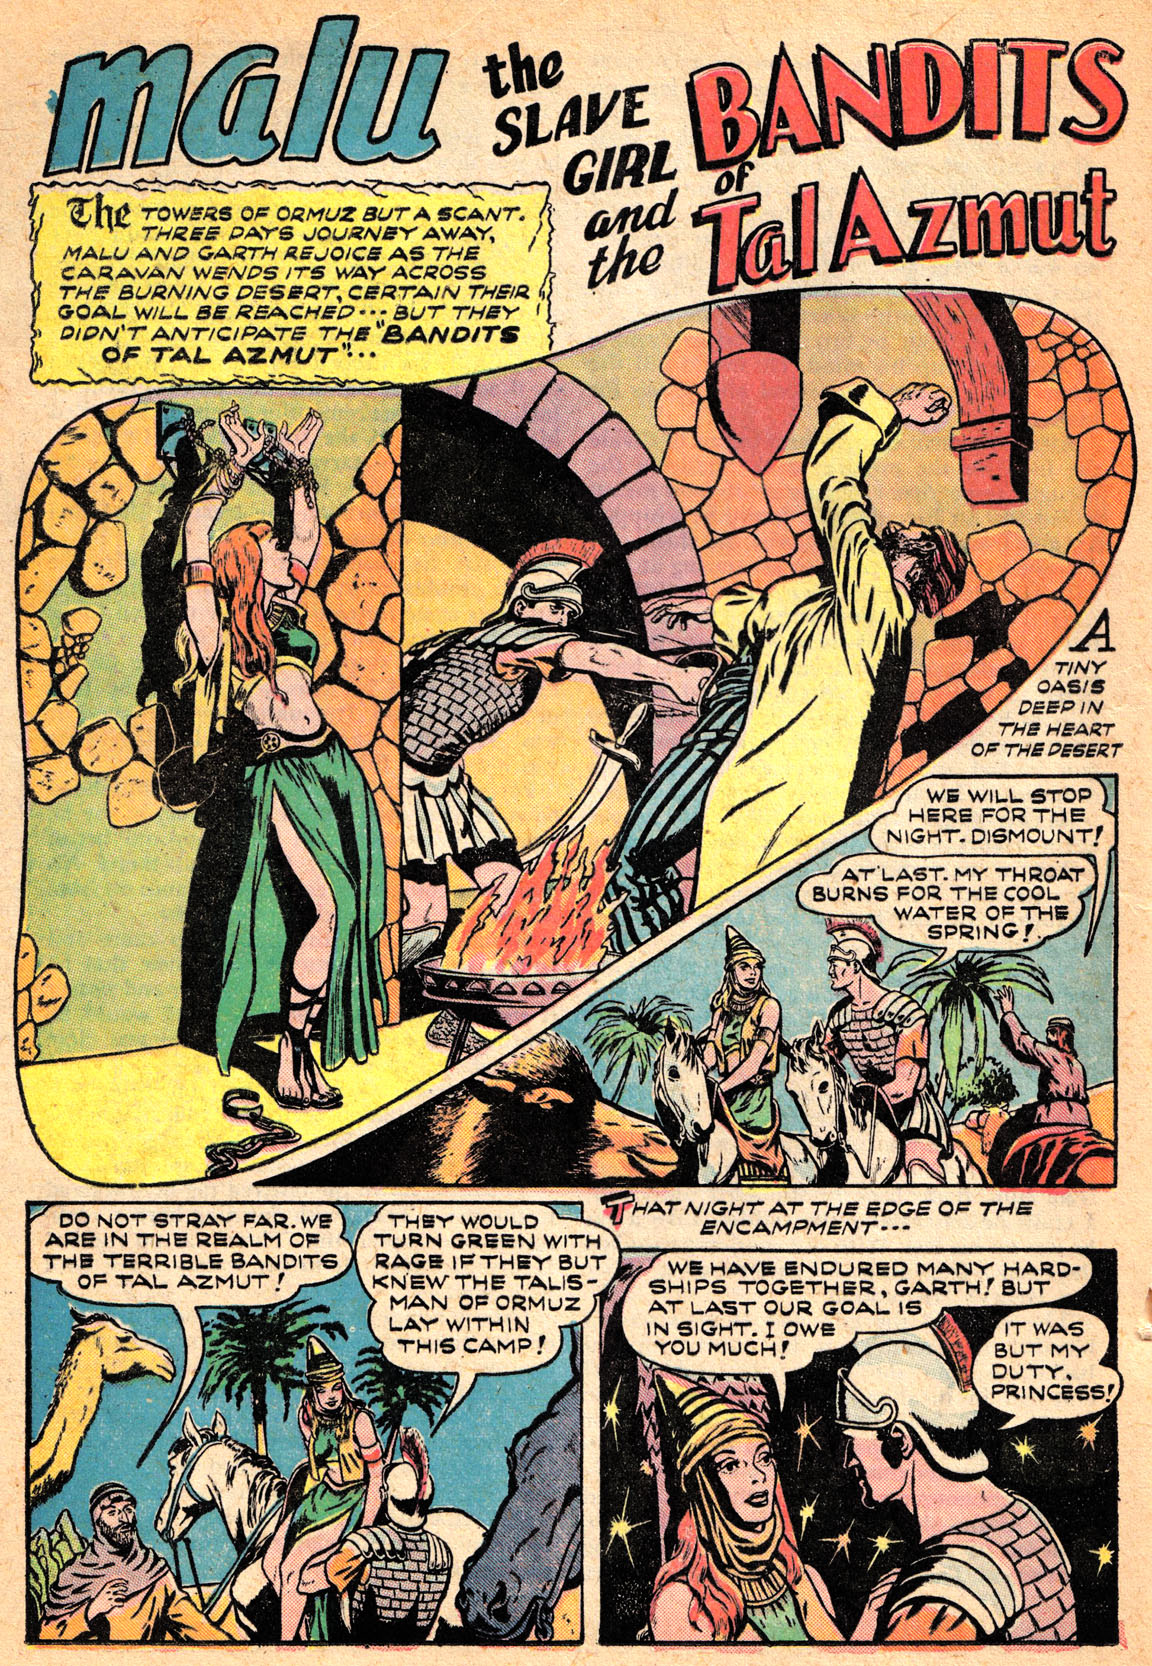 malu
the
SLAVE
GIRL
and
the
BANDITS
of
Tal Azmut
The TOWERS OF ORMUZ BUT A SCANT.
THREE DAYS JOURNEY AWAY,
MALU AND GARTH REJOICE AS THE
CARAVAN WENDS ITS WAY ACROSS
THE BURNING DESERT, CERTAIN THEIR
GOAL WILL BE REACHED... BUT THEY
DIDN'T ANTICIPATE THE "BANDITS
OF TAL AZMUT"...
A
TINY
OASIS
DEEP IN
THE HEART
OF THE DESERT
WE WILL STOP
HERE FOR THE
NIGHT. DISMOUNT!
AT LAST. MY THROAT
BURNS FOR THE COOL
WATER OF THE
SPRING!
DO NOT STRAY FAR. WE
ARE IN THE REALM OF
THE TERRIBLE BANDITS
OF TAL AZMUT!
THEY WOULD
TURN GREEN WITH
RAGE IF THEY BUT
KNEW THE TALIS-
MAN OF ORMUZ
LAY WITHIN
THIS CAMP!
THAT NIGHT AT THE EDGE OF THE
ENCAMPMENT...
WE HAVE ENDURED MANY HARD-
SHIPS TOGETHER, GARTH! BUT
AT LAST OUR GOAL IS
IN SIGHT. I OWE
YOU MUCH!
IT WAS
BUT MY
DUTY,
PRINCESS!